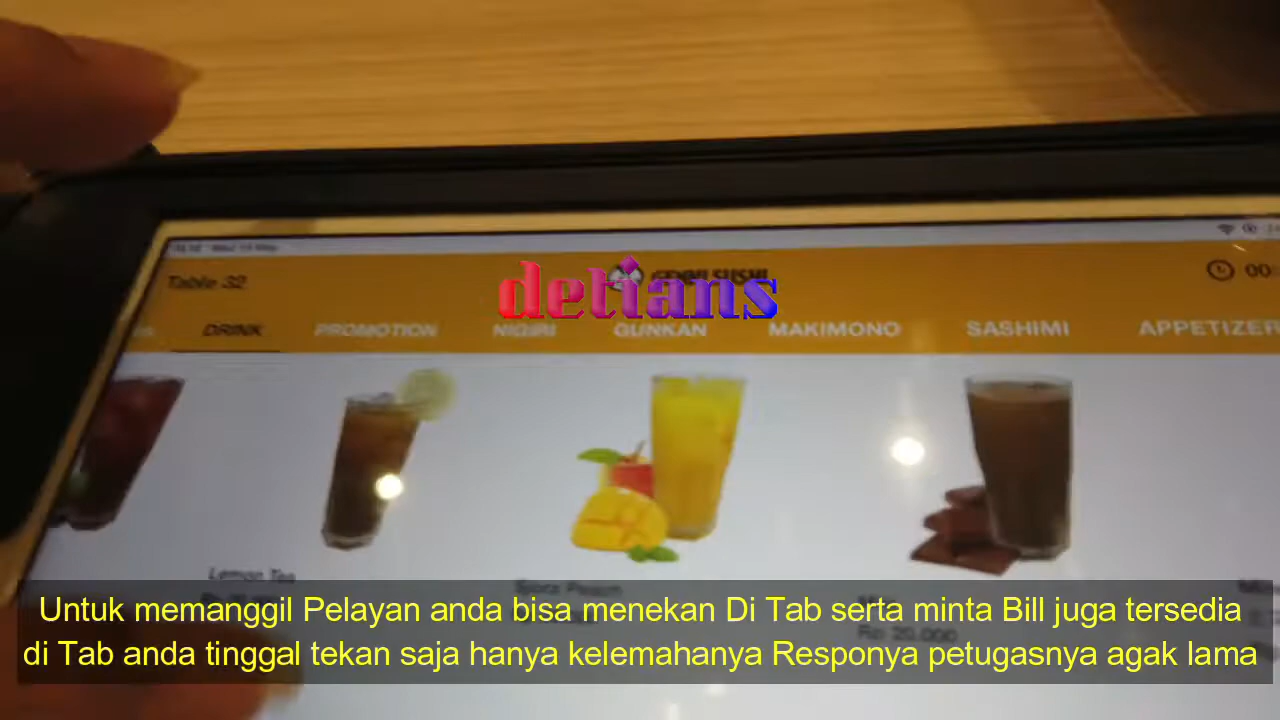 Table 32
detians
SUSHI
00:
DRINK PROMOTION NIGIRI GUNKAN MAKIMONO SASHIMI APPETIZER
Lemon Tea
Rp 20.000
Untuk memanggil Pelayan anda bisa menekan Di Tab serta minta Bill juga tersedia
di Tab anda tinggal tekan saja hanya kelemahanya Responya petugasnya agak lama